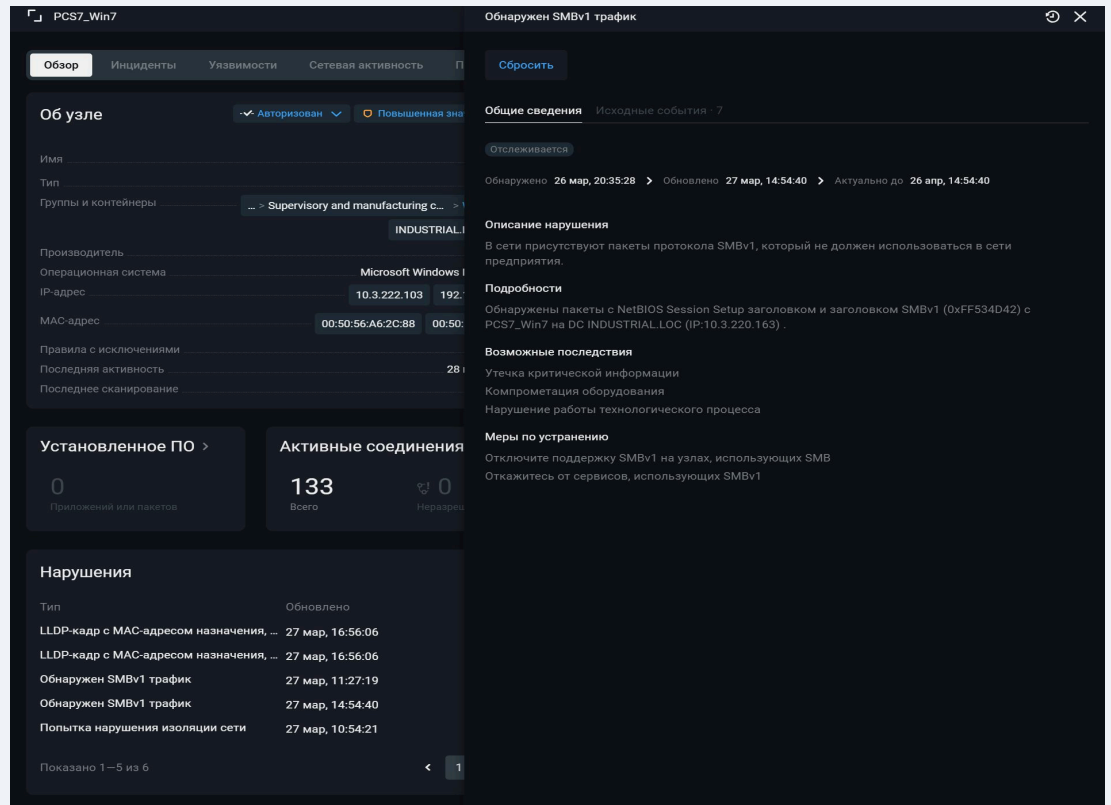 PCS7_Win7
Обзор Инциденты Уязвимости Сетевая активность П
Об узле
Авторизован Повышенная зна
Имя
Тип
Группы и контейнеры ... > Supervisory and manufacturing c... >
INDUSTRIAL.
Производитель
Операционная система Microsoft Windows
IP-адрес 10.3.222.103 192.
MAC-адрес 00:50:56:A6:2C:88 00:50:
Правила с исключениями
Последняя активность 28
Последнее сканирование
Установленное ПО >
0
Приложений или пакетов
Активные соединения
133 0
Всего Неразреш
Нарушения
Тип Обновлено
LLDP-кадр с MAC-адресом назначения, ... 27 мар, 16:56:06
LLDP-кадр с MAC-адресом назначения, ... 27 мар, 16:56:06
Обнаружен SMBv1 трафик 27 мар, 11:27:19
Обнаружен SMBv1 трафик 27 мар, 14:54:40
Попытка нарушения изоляции сети 27 мар, 10:54:21
Показано 1—5 из 6 < 1
Обнаружен SMBv1 трафик
Сбросить
Общие сведения Исходные события · 7
Отслеживается
Обнаружено 26 мар, 20:35:28 > Обновлено 27 мар, 14:54:40 > Актуально до 26 апр, 14:54:40
Описание нарушения
В сети присутствуют пакеты протокола SMBv1, который не должен использоваться в сети
предприятия.
Подробности
Обнаружены пакеты с NetBIOS Session Setup заголовком и заголовком SMBv1 (0xFF534D42) с
PCS7_Win7 на DC INDUSTRIAL.LOC (IP:10.3.220.163) .
Возможные последствия
Утечка критической информации
Компрометация оборудования
Нарушение работы технологического процесса
Меры по устранению
Отключите поддержку SMBv1 на узлах, использующих SMB
Откажитесь от сервисов, использующих SMBv1